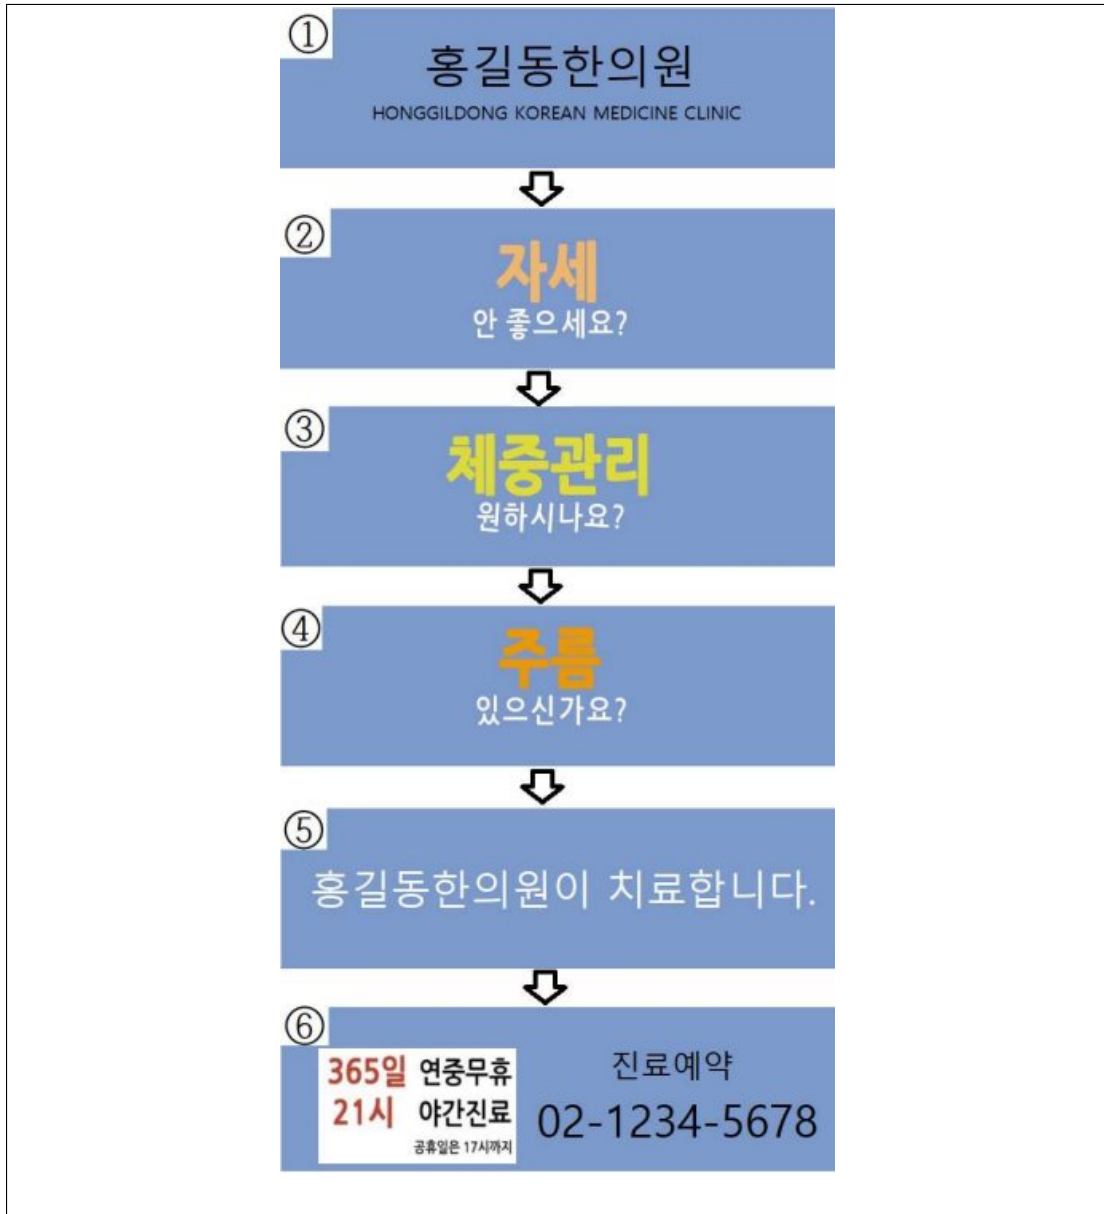 ①
홍길동한의원
HONGGILDONG KOREAN MEDICINE CLINIC
②
자세
안 좋으세요?
③
체중관리
원하시나요?
④
주름
있으신가요?
⑤
홍길동한의원이 치료합니다.
⑥
365일 연중무휴
21시 야간진료
공휴일은 17시까지
진료예약
02-1234-5678